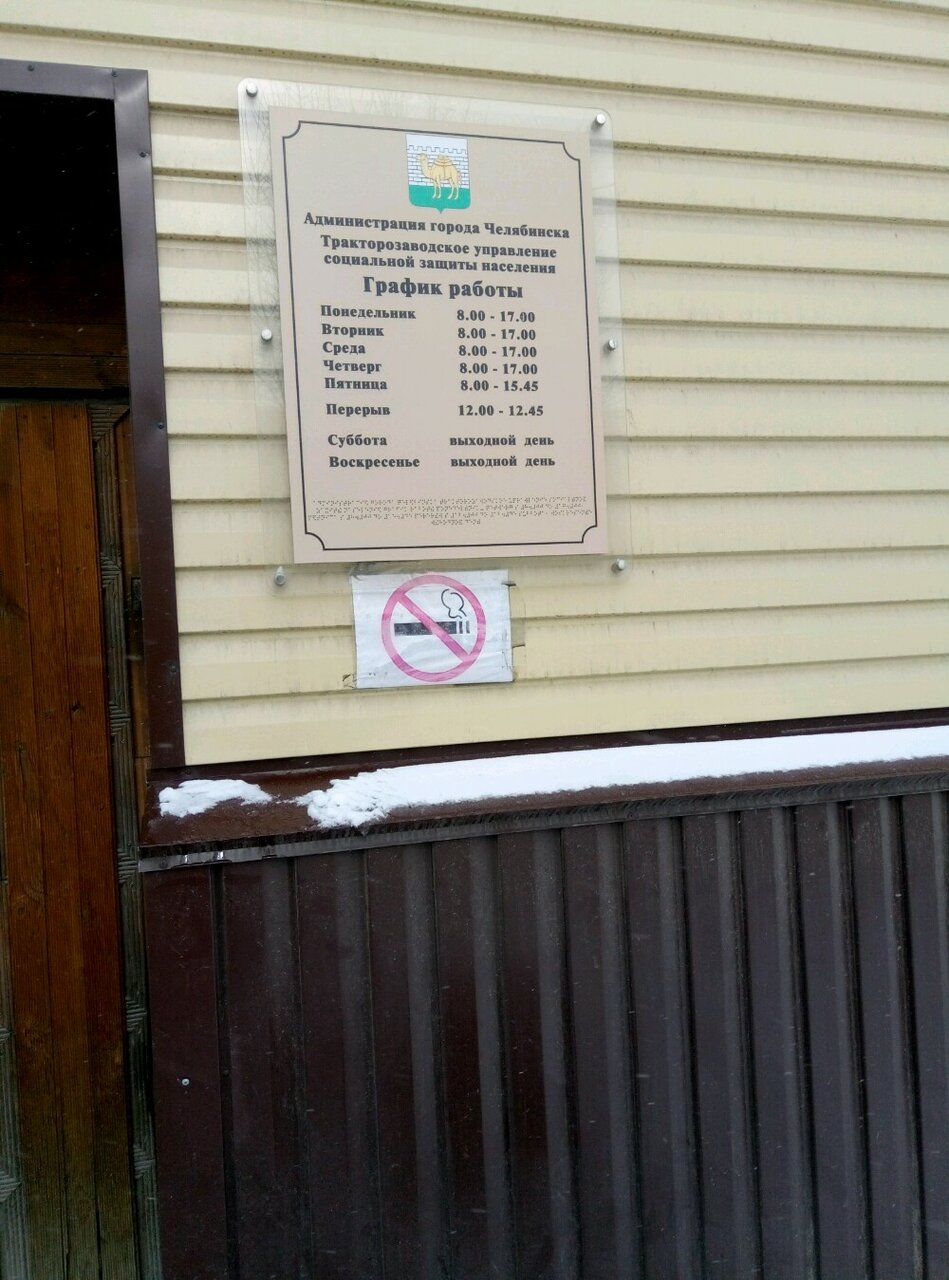 Администрация города Челябинска
Тракторозаводское управление
социальной защиты населения
График работы
Понедельник 8.00 - 17.00
Вторник 8.00 - 17.00
Среда 8.00 - 17.00
Четверг 8.00 - 17.00
Пятница 8.00 - 15.45
Перерыв 12.00 - 12.45
Суббота выходной день
Воскресенье выходной день